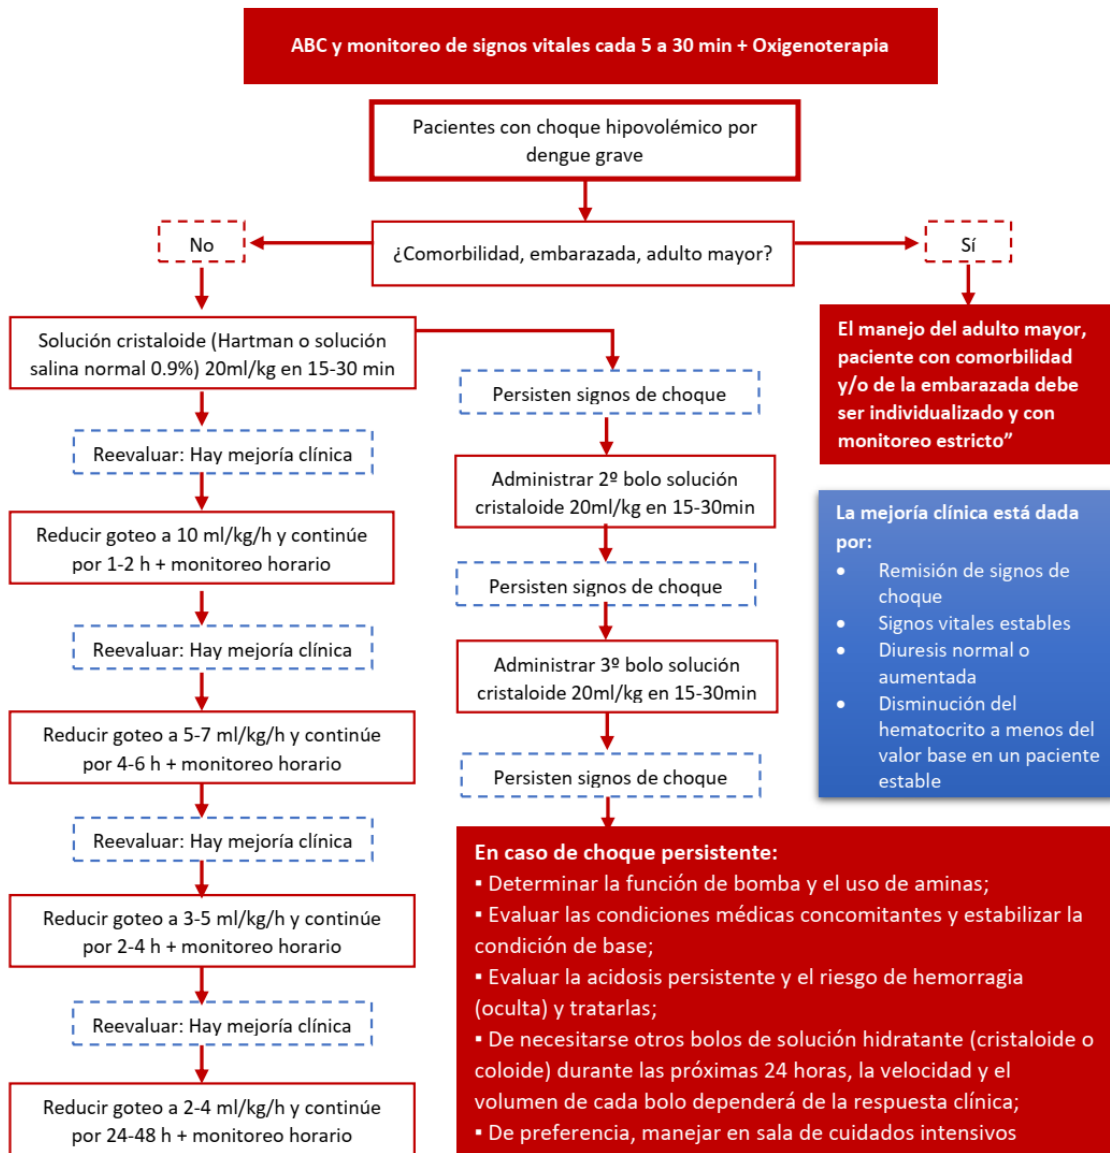 ABC y monitoreo de signos vitales cada 5 a 30 min + Oxigenoterapia
Pacientes con choque hipovolémico por
dengue grave
¿Comorbilidad, embarazada, adulto mayor?
No
Sí
Solución cristaloide (Hartman o solución
salina normal 0.9%) 20ml/kg en 15-30 min
Reevaluar: Hay mejoría clínica
Reducir goteo a 10 ml/kg/h y continúe
por 1-2 h + monitoreo horario
Reevaluar: Hay mejoría clínica
Reducir goteo a 5-7 ml/kg/h y continúe
por 4-6 h + monitoreo horario
Reevaluar: Hay mejoría clínica
Reducir goteo a 3-5 ml/kg/h y continúe
por 2-4 h + monitoreo horario
Reevaluar: Hay mejoría clínica
Reducir goteo a 2-4 ml/kg/h y continúe
por 24-48 h + monitoreo horario
Persisten signos de choque
Administrar 2º bolo solución
cristaloide 20ml/kg en 15-30min
Persisten signos de choque
Administrar 3º bolo solución
cristaloide 20ml/kg en 15-30min
Persisten signos de choque
En caso de choque persistente:
▪ Determinar la función de bomba y el uso de aminas;
▪ Evaluar las condiciones médicas concomitantes y estabilizar la
condición de base;
▪ Evaluar la acidosis persistente y el riesgo de hemorragia
(oculta) y tratarlas;
▪ De necesitarse otros bolos de solución hidratante (cristaloide o
coloide) durante las próximas 24 horas, la velocidad y el
volumen de cada bolo dependerá de la respuesta clínica;
▪ De preferencia, manejar en sala de cuidados intensivos
El manejo del adulto mayor,
paciente con comorbilidad
y/o de la embarazada debe
ser individualizado y con
monitoreo estricto”
La mejoría clínica está dada
por:
• Remisión de signos de
choque
• Signos vitales estables
• Diuresis normal o
aumentada
• Disminución del
hematocrito a menos del
valor base en un paciente
estable